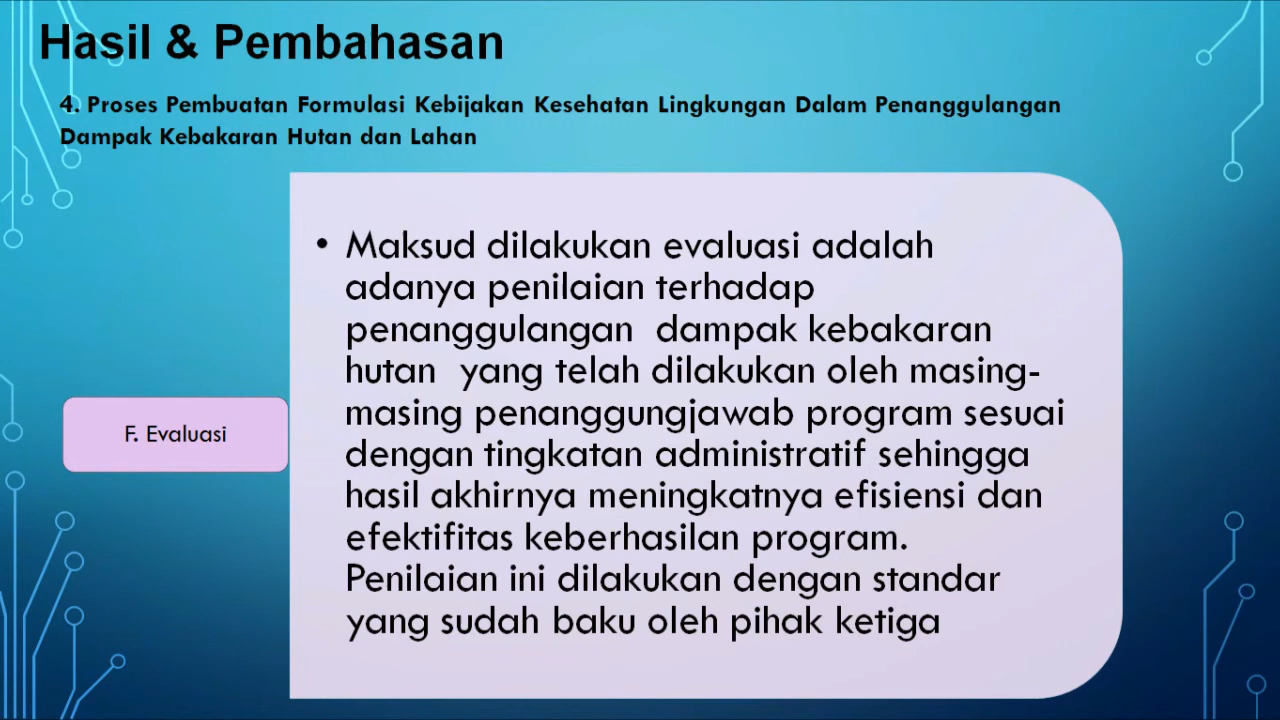 Hasil & Pembahasan
4. Proses Pembuatan Formulasi Kebijakan Kesehatan Lingkungan Dalam Penanggulangan
Dampak Kebakaran Hutan dan Lahan
F. Evaluasi
• Maksud dilakukan evaluasi adalah
adanya penilaian terhadap
penanggulangan dampak kebakaran
hutan yang telah dilakukan oleh masing-
masing penanggungjawab program sesuai
dengan tingkatan administratif sehingga
hasil akhirnya meningkatnya efisiensi dan
efektifitas keberhasilan program.
Penilaian ini dilakukan dengan standar
yang sudah baku oleh pihak ketiga